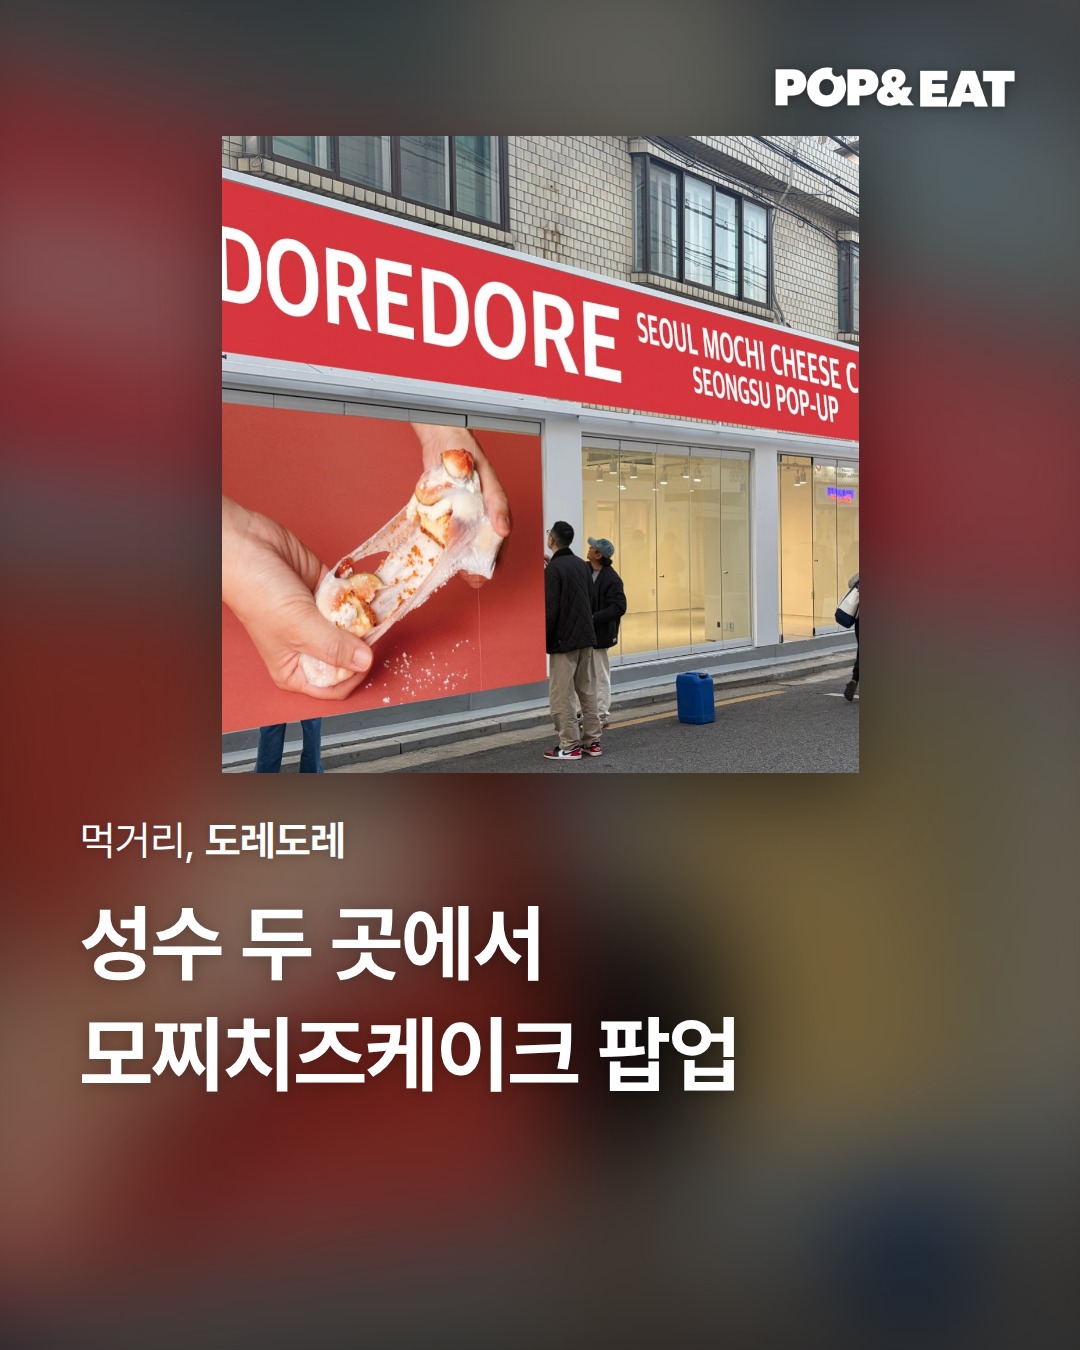 POP&EAT
DOREDORE
SEOUL MOCHI CHEESE C
SEONGSU POP-UP
먹거리, 도레도레
성수 두 곳에서
모찌치즈케이크 팝업